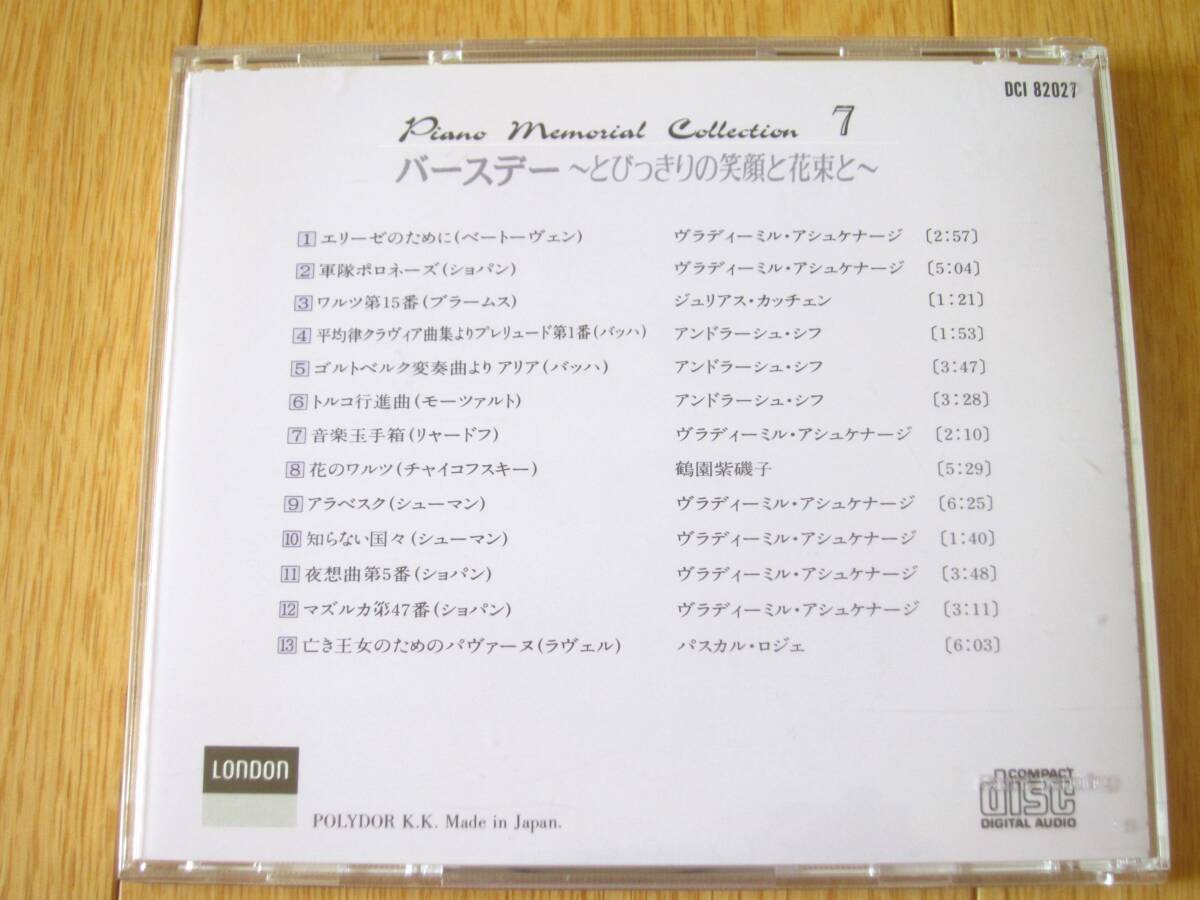 DCI 82027
Piano Memorial Collection 7
バースデー 〜とびっきりの笑顔と花束と〜
1 エリーゼのために(ベートーヴェン) ヴラディーミル・アシュケナージ 〔2:57〕
2 軍隊ポロネーズ(ショパン) ヴラディーミル・アシュケナージ 〔5:04〕
3 ワルツ第15番(ブラームス) ジュリアス・カッチェン 〔1:21〕
4 平均律クラヴィア曲集よりプレリュード第1番(バッハ) アンドラーシュ・シフ 〔1:53〕
5 ゴルトベルク変奏曲より アリア(バッハ) アンドラーシュ・シフ 〔3:47〕
6 トルコ行進曲(モーツァルト) アンドラーシュ・シフ 〔3:28〕
7 音楽玉手箱(リャードフ) ヴラディーミル・アシュケナージ 〔2:10〕
8 花のワルツ(チャイコフスキー) 鶴園紫磯子 〔5:29〕
9 アラベスク(シューマン) ヴラディーミル・アシュケナージ 〔6:25〕
10 知らない国々(シューマン) ヴラディーミル・アシュケナージ 〔1:40〕
11 夜想曲第5番(ショパン) ヴラディーミル・アシュケナージ 〔3:48〕
12 マズルカ第47番(ショパン) ヴラディーミル・アシュケナージ 〔3:11〕
13 亡き王女のためのパヴァーヌ(ラヴェル) パスカル・ロジェ 〔6:03〕
LONDON
POLYDOR K.K. Made in Japan.
COMPACT
disc
DIGITAL AUDIO